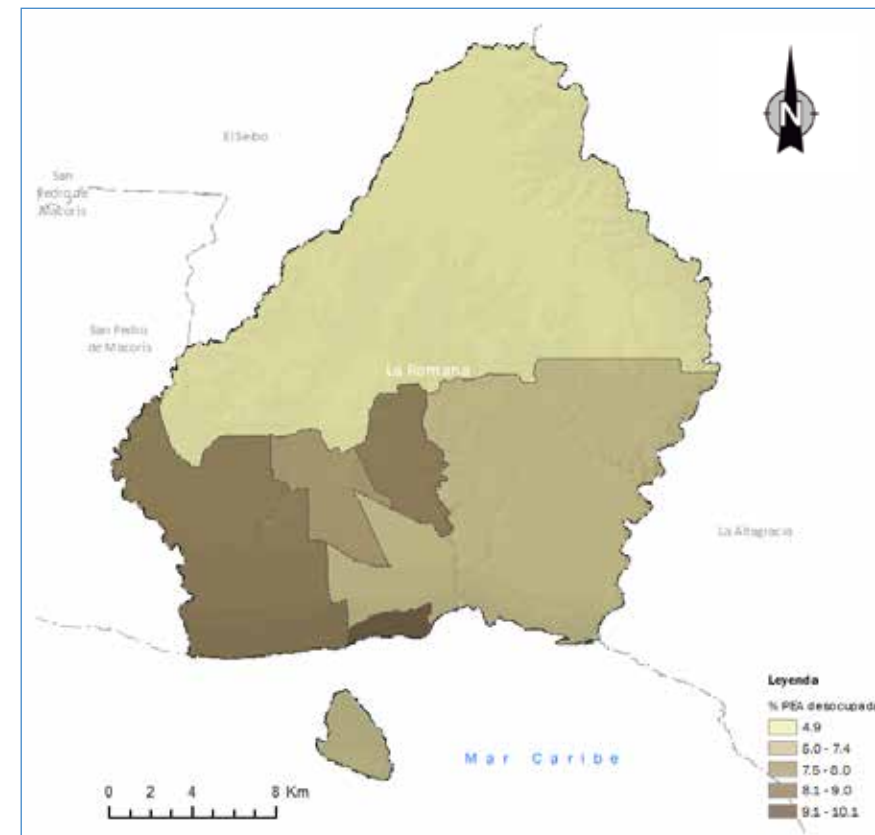 N
El Seibo
San
Pedro de
Macorís
San Pedro
de Macorís
La Romana
La Altagracia
Mar Caribe
0 2 4 8 Km
Leyenda
% PEA desocupada
4.9
5.0 - 7.4
7.5 - 8.0
8.1 - 9.0
9.1 - 10.1